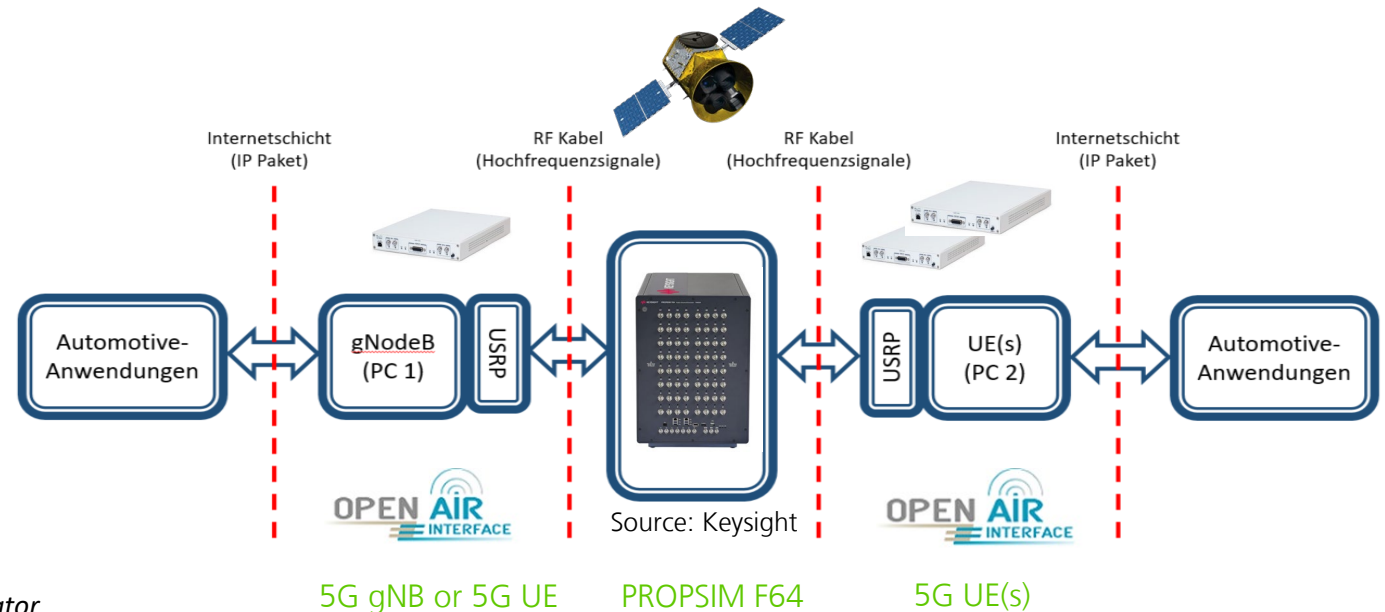 Internetschicht
(IP Paket)
RF Kabel
(Hochfrequenzsignale)
RF Kabel
(Hochfrequenzsignale)
Internetschicht
(IP Paket)
Automotive-
Anwendungen
gNodeB
(PC 1)
USRP
USRP
UE(s)
(PC 2)
Automotive-
Anwendungen
OPEN AIR
INTERFACE
Source: Keysight
OPEN AIR
INTERFACE
5G gNB or 5G UE
PROPSIM F64
5G UE(s)